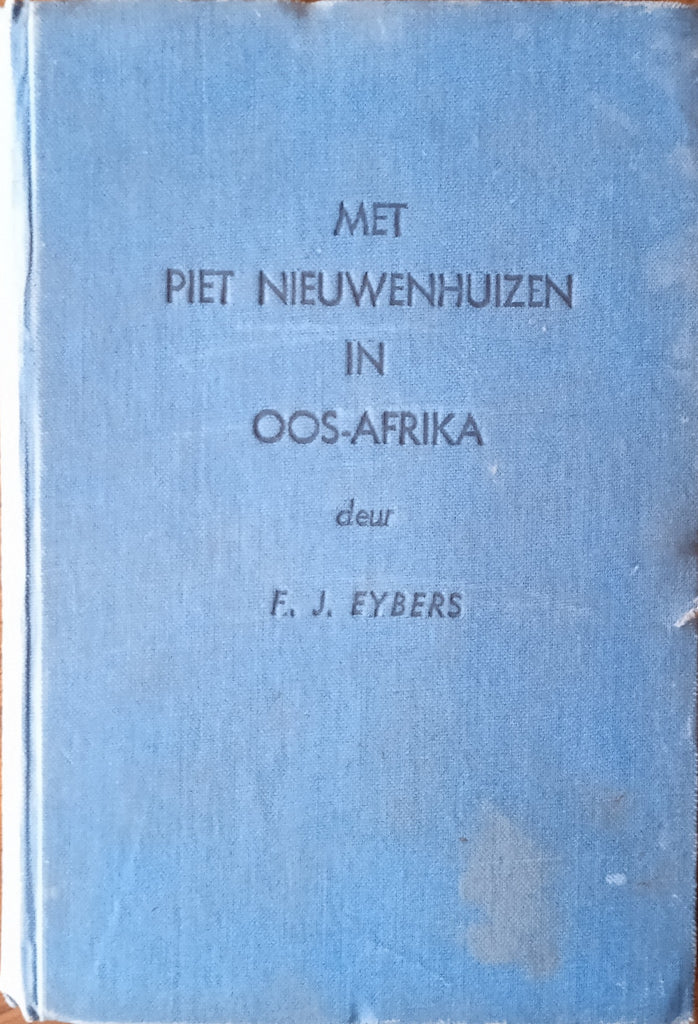 MET
PIET NIEUWENHUIZEN
IN
OOS-AFRIKA
deur
E. J. EYBERS